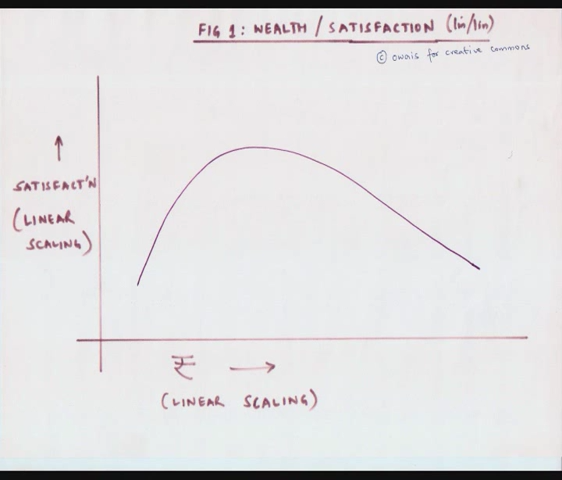 FIG 1: WEALTH / SATISFACTION (lin/lin)
© owais for creative commons
SATISFACT'N
(LINEAR
SCALING)
₹
(LINEAR SCALING)